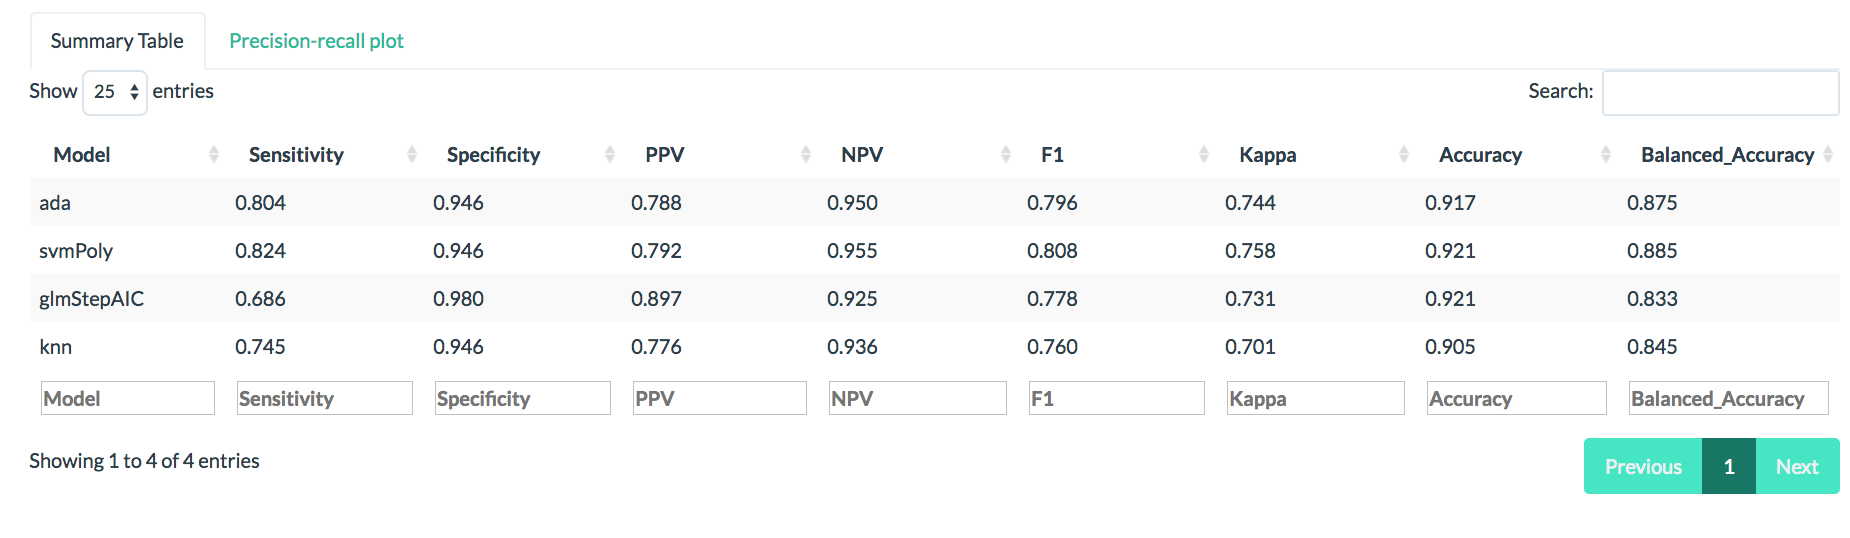 Summary Table Precision-recall plot
Show 25 entries Search:
Model Sensitivity Specificity PPV NPV F1 Kappa Accuracy Balanced_Accuracy
ada 0.804 0.946 0.788 0.950 0.796 0.744 0.917 0.875
svmPoly 0.824 0.946 0.792 0.955 0.808 0.758 0.921 0.885
glmStepAIC 0.686 0.980 0.897 0.925 0.778 0.731 0.921 0.833
knn 0.745 0.946 0.776 0.936 0.760 0.701 0.905 0.845
Model Sensitivity Specificity PPV NPV F1 Kappa Accuracy Balanced_Accuracy
Showing 1 to 4 of 4 entries Previous 1 Next